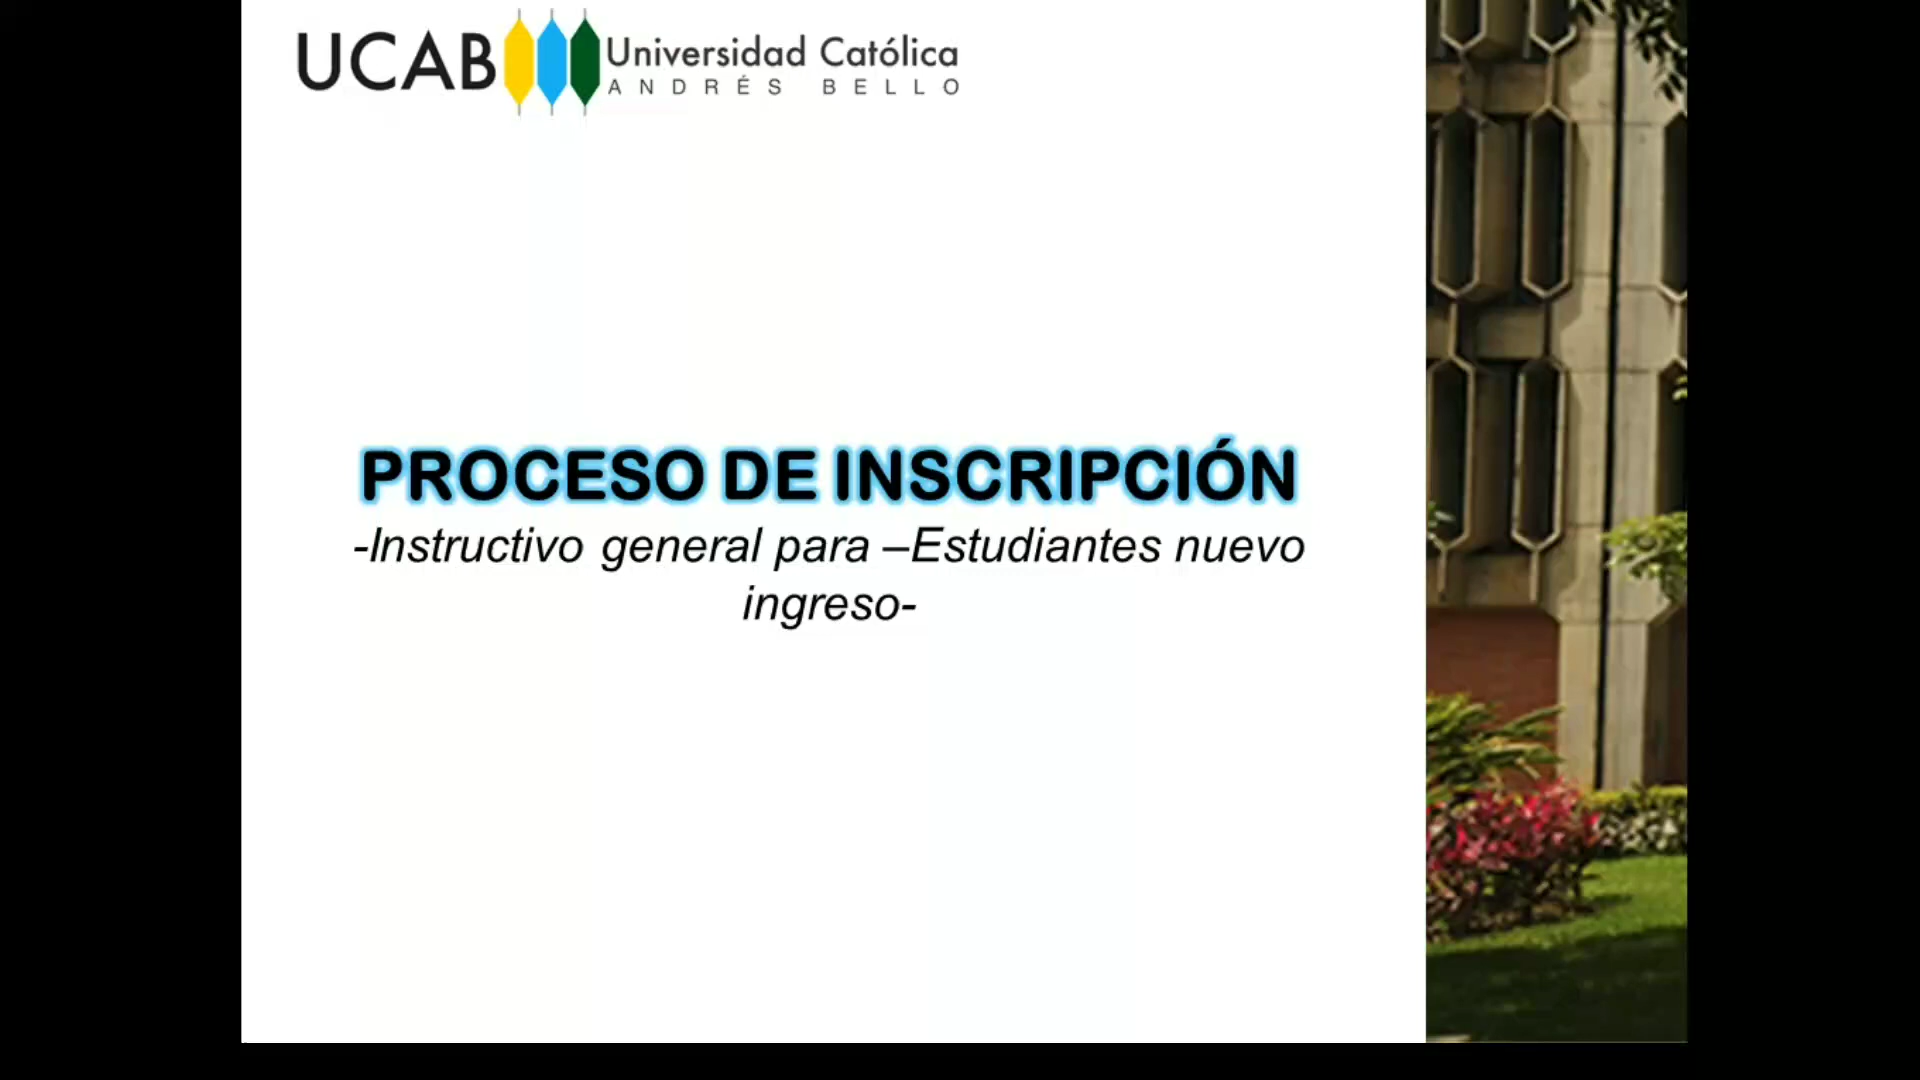 UCAB Universidad Católica
ANDRÉS BELLO
PROCESO DE INSCRIPCIÓN
-Instructivo general para –Estudiantes nuevo
ingreso-